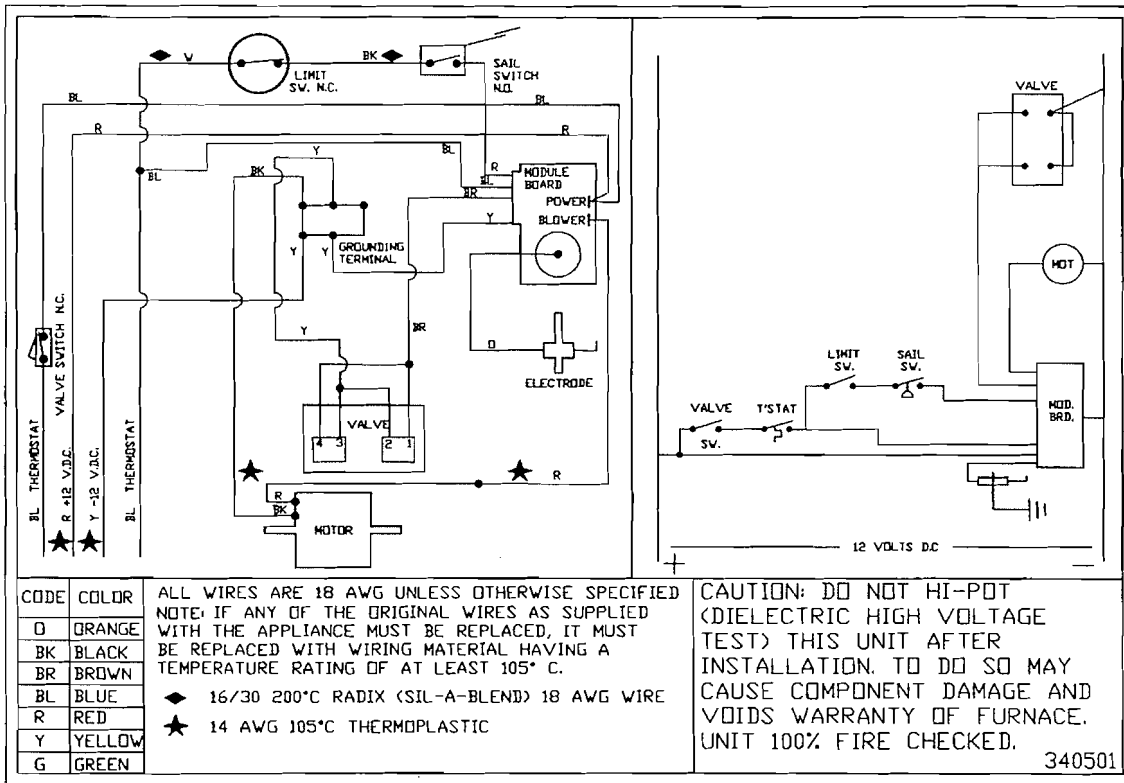 W
BK
LIMIT
SW. N.C.
SAIL
SWITCH
N.O.
BL
BL
R
R
Y
BL
BK
BL
R
BL
BR
Y
MODULE
BOARD
POWER
BLOWER
GROUNDING
TERMINAL
Y
Y
Y
BR
O
ELECTRODE
VALVE
4 3 2 1
R
R
BK
MOTOR
BL THERMOSTAT
VALVE SWITCH N.C.
R +12 V.D.C.
Y -12 V.D.C.
BL THERMOSTAT
VALVE
MOT
LIMIT
SW.
SAIL
SW.
VALVE
SW.
T'STAT
MOD.
BRD.
12 VOLTS D.C
+
-
CODE COLOR
O ORANGE
BK BLACK
BR BROWN
BL BLUE
R RED
Y YELLOW
G GREEN
ALL WIRES ARE 18 AWG UNLESS OTHERWISE SPECIFIED
NOTE: IF ANY OF THE ORIGINAL WIRES AS SUPPLIED
WITH THE APPLIANCE MUST BE REPLACED, IT MUST
BE REPLACED WITH WIRING MATERIAL HAVING A
TEMPERATURE RATING OF AT LEAST 105° C.
16/30 200°C RADIX (SIL-A-BLEND) 18 AWG WIRE
14 AWG 105°C THERMOPLASTIC
CAUTION: DO NOT HI-POT
(DIELECTRIC HIGH VOLTAGE
TEST) THIS UNIT AFTER
INSTALLATION. TO DO SO MAY
CAUSE COMPONENT DAMAGE AND
VOIDS WARRANTY OF FURNACE.
UNIT 100% FIRE CHECKED.
340501